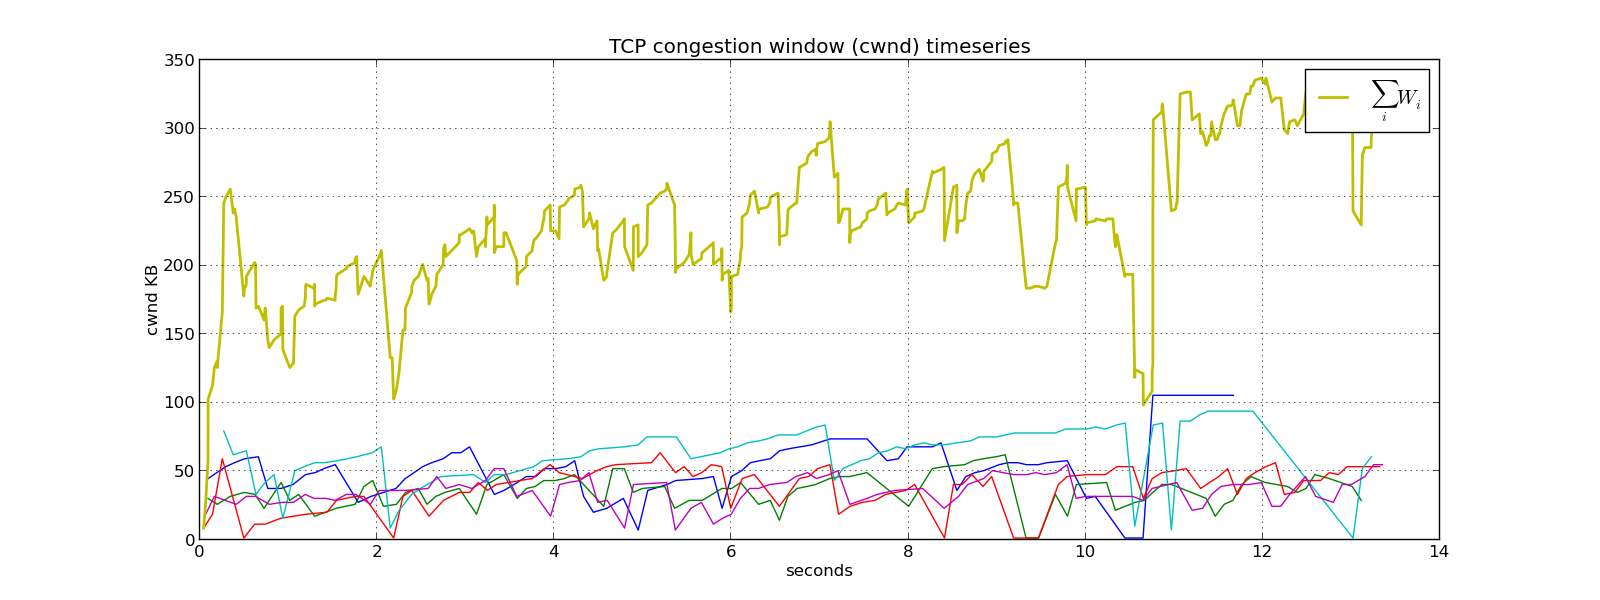 TCP congestion window (cwnd) timeseries
350
300
250
200
150
100
50
0
cwnd KB
∑ᵢ Wᵢ
0 2 4 6 8 10 12 14
seconds